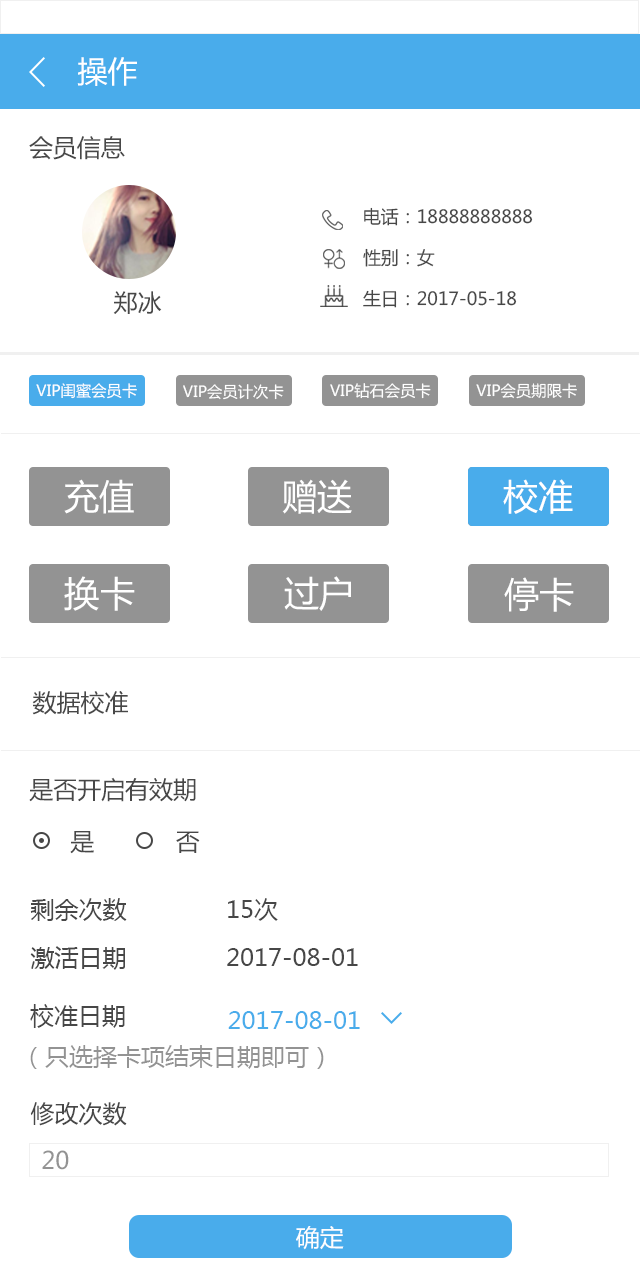 操作
会员信息
电话：18888888888
性别：女
郑冰
生日：2017-05-18
VIP闺蜜会员卡 VIP会员计次卡 VIP钻石会员卡 VIP会员期限卡
充值 赠送 校准
换卡 过户 停卡
数据校准
是否开启有效期
是 否
剩余次数 15次
激活日期 2017-08-01
校准日期 2017-08-01
（只选择卡项结束日期即可）
修改次数
20
确定